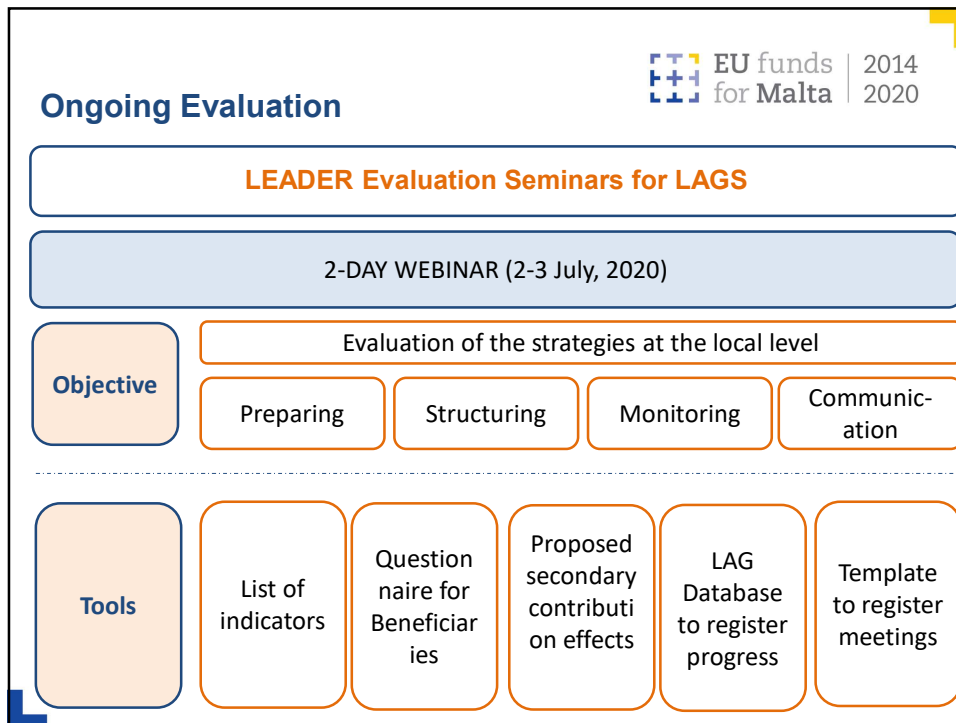 EU funds
for Malta
2014
2020
Ongoing Evaluation
LEADER Evaluation Seminars for LAGS
2-DAY WEBINAR (2-3 July, 2020)
Objective
Evaluation of the strategies at the local level
Preparing
Structuring
Monitoring
Communic-
ation
Tools
List of
indicators
Question
naire for
Beneficiar
ies
Proposed
secondary
contributi
on effects
LAG
Database
to register
progress
Template
to register
meetings